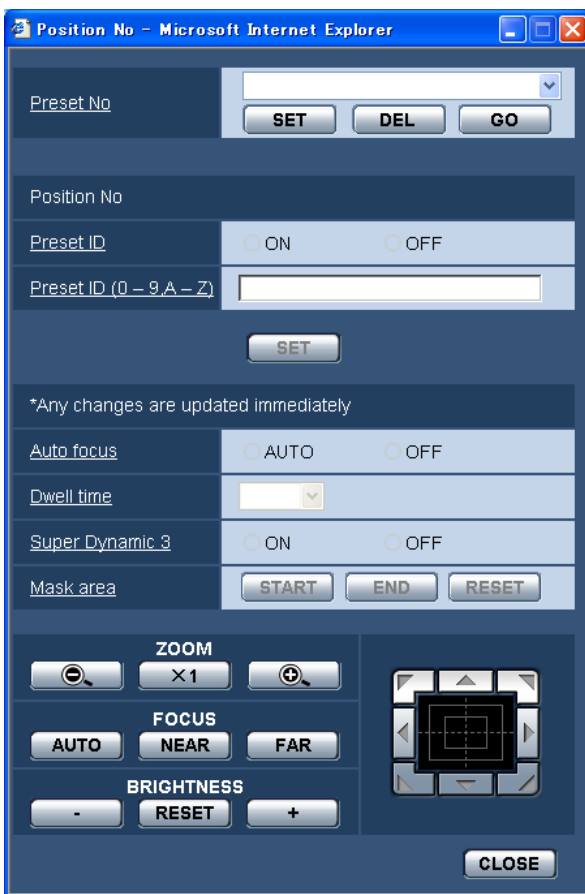 Position No - Microsoft Internet Explorer
Preset No
SET DEL GO
Position No
Preset ID ON OFF
Preset ID (0 – 9,A – Z)
SET
*Any changes are updated immediately
Auto focus AUTO OFF
Dwell time
Super Dynamic 3 ON OFF
Mask area START END RESET
ZOOM
×1
FOCUS
AUTO NEAR FAR
BRIGHTNESS
- RESET +
CLOSE